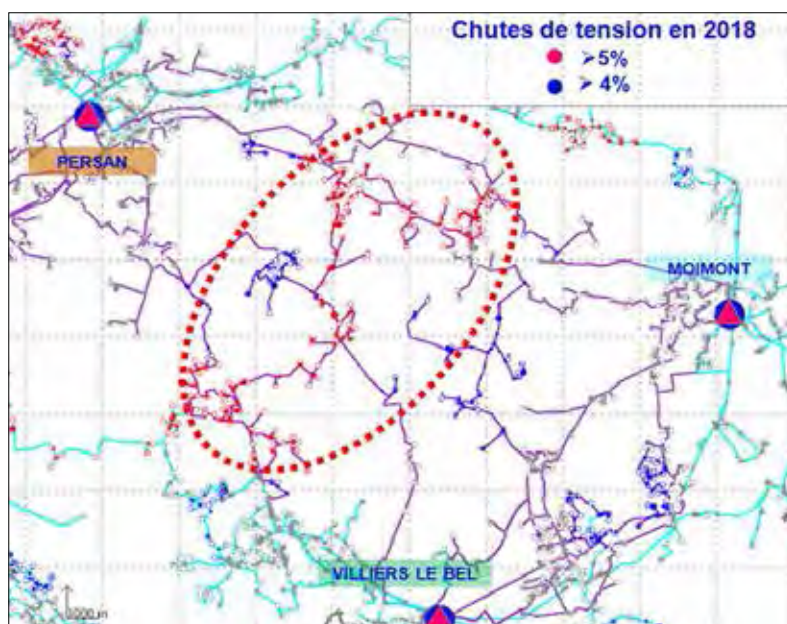 Chutes de tension en 2018
➢5%
➢ 4%
PERSAN
MOIMONT
VILLIERS LE BEL